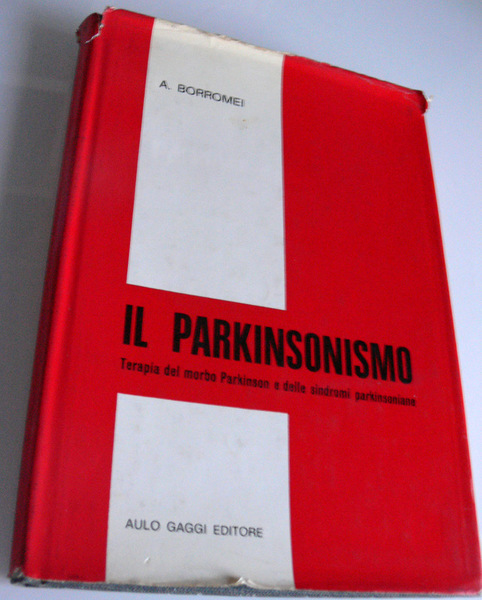 A. BORROMEI
IL PARKINSONISMO
Terapia del morbo Parkinson e delle sindromi parkinsoniane
AULO GAGGI EDITORE